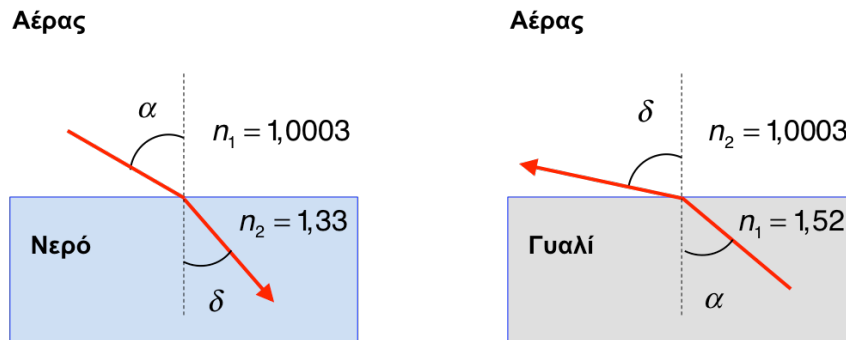 Αέρας
α
n₁ = 1,0003
Νερό
n₂ = 1,33
δ
Αέρας
δ
n₂ = 1,0003
Γυαλί
n₁ = 1,52
α